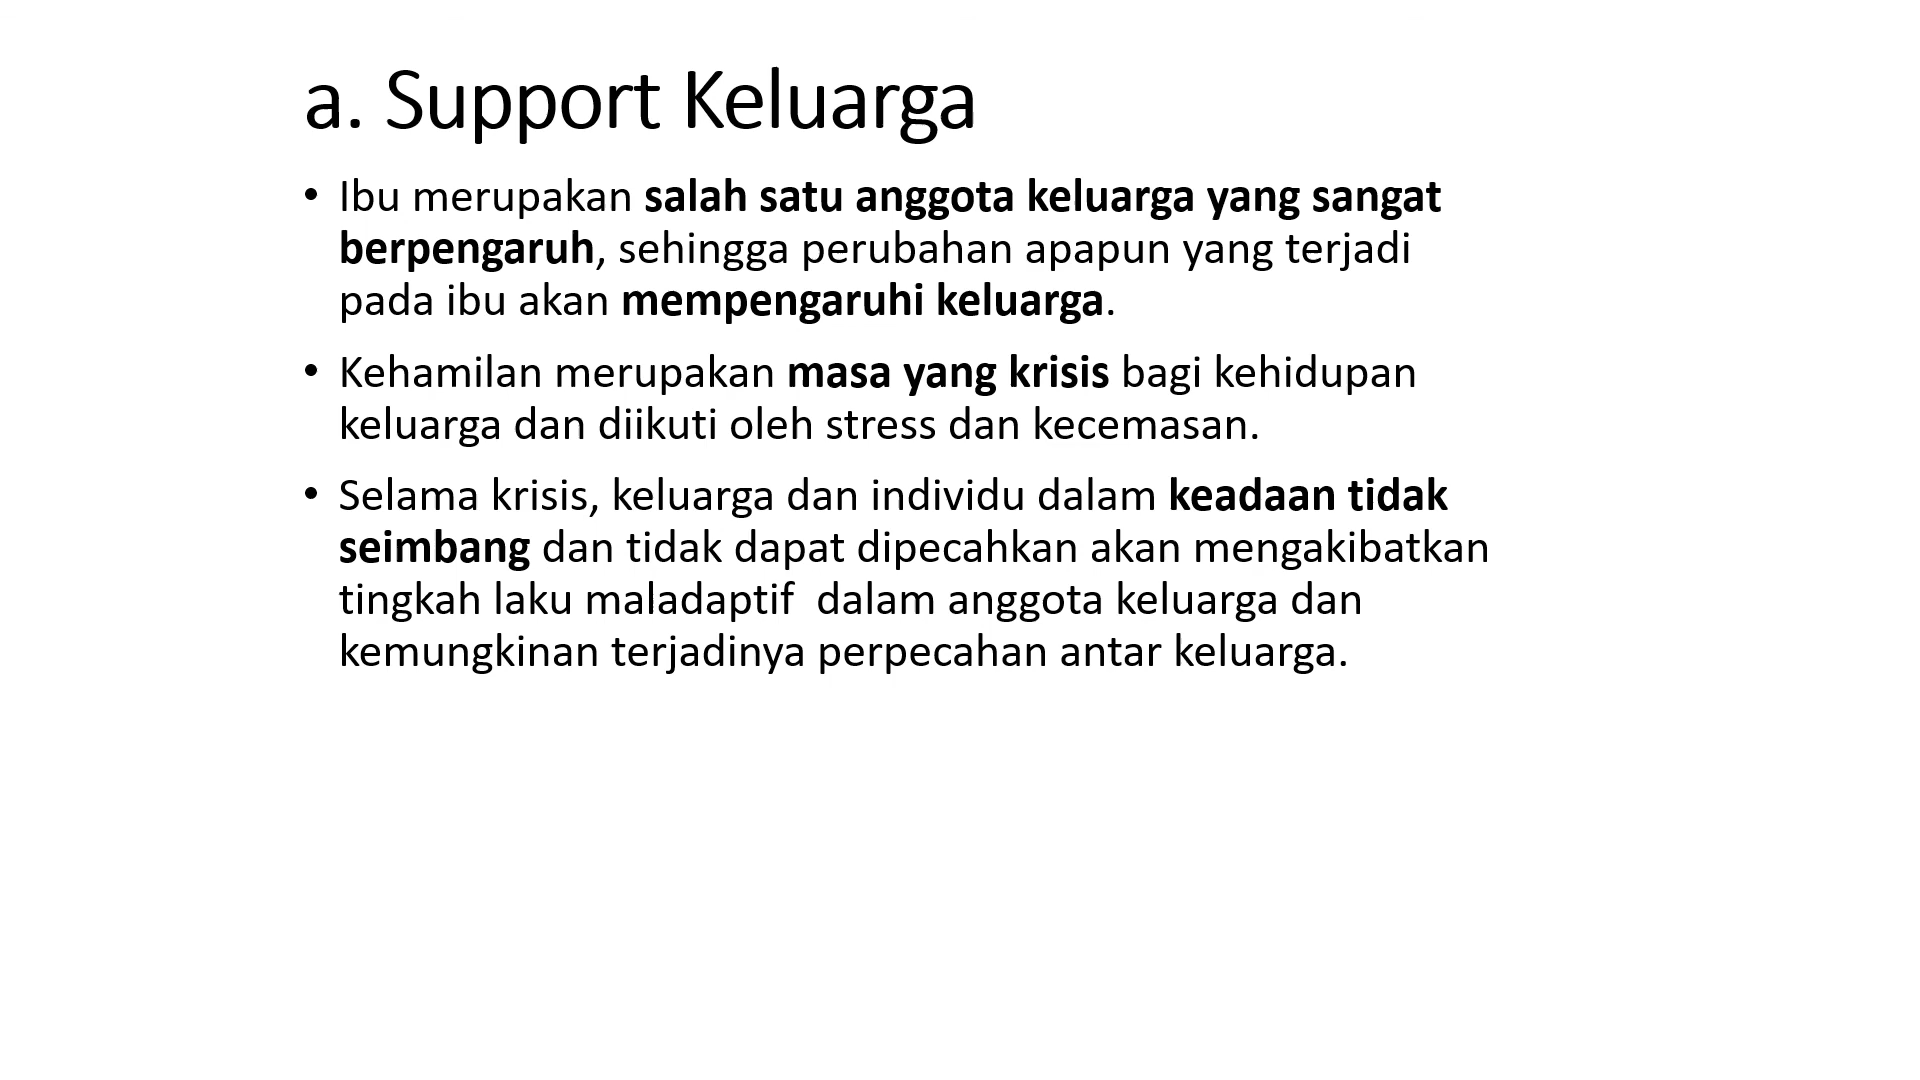 a. Support Keluarga
• Ibu merupakan salah satu anggota keluarga yang sangat
berpengaruh, sehingga perubahan apapun yang terjadi
pada ibu akan mempengaruhi keluarga.
• Kehamilan merupakan masa yang krisis bagi kehidupan
keluarga dan diikuti oleh stress dan kecemasan.
• Selama krisis, keluarga dan individu dalam keadaan tidak
seimbang dan tidak dapat dipecahkan akan mengakibatkan
tingkah laku maladaptif  dalam anggota keluarga dan
kemungkinan terjadinya perpecahan antar keluarga.